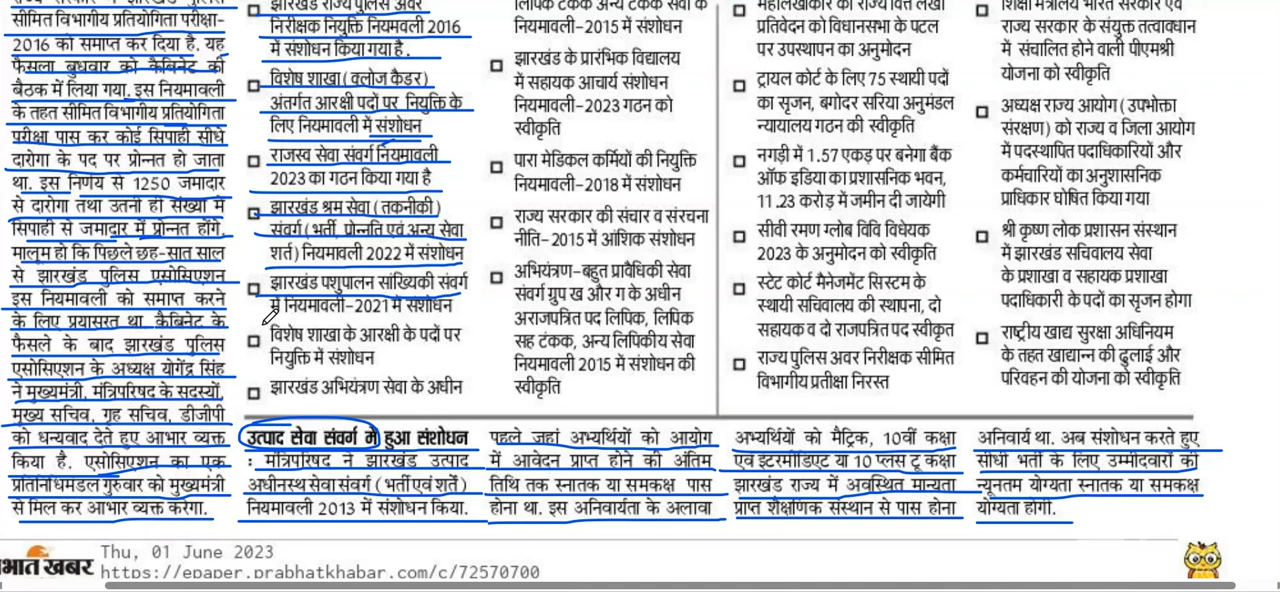 सीमित विभागीय प्रतियोगिता परीक्षा-
2016 को समाप्त कर दिया है. यह
फैसला बुधवार को कैबिनेट की
बैठक में लिया गया. इस नियमावली
के तहत सीमित विभागीय प्रतियोगिता
परीक्षा पास कर कोई सिपाही सीधे
दारोगा के पद पर प्रोन्नत हो जाता
था. इस निर्णय से 1250 जमादार
से दारोगा तथा उतनी ही संख्या में
सिपाही से जमादार में प्रोन्नत होंगे.
मालूम हो कि पिछले छह-सात साल
से झारखंड पुलिस एसोसिएशन
इस नियमावली को समाप्त करने
के लिए प्रयासरत था. कैबिनेट के
फैसले के बाद झारखंड पुलिस
एसोसिएशन के अध्यक्ष योगेंद्र सिंह
ने मुख्यमंत्री, मंत्रिपरिषद के सदस्यों,
मुख्य सचिव, गृह सचिव, डीजीपी
को धन्यवाद देते हुए आभार व्यक्त
किया है. एसोसिएशन का एक
प्रतिनिधिमंडल गुरुवार को मुख्यमंत्री
से मिल कर आभार व्यक्त करेगा.
झारखंड राज्य पुलिस अवर
निरीक्षक नियुक्ति नियमावली 2016
में संशोधन किया गया है.
विशेष शाखा (क्लोज कैडर)
अंतर्गत आरक्षी पदों पर नियुक्ति के
लिए नियमावली में संशोधन
राजस्व सेवा संवर्ग नियमावली
2023 का गठन किया गया है
झारखंड श्रम सेवा (तकनीकी)
संवर्ग (भर्ती, प्रोन्नति एवं अन्य सेवा
शर्त) नियमावली 2022 में संशोधन
झारखंड पशुपालन सांख्यिकी संवर्ग
में नियमावली-2021 में संशोधन
विशेष शाखा के आरक्षी के पदों पर
नियुक्ति में संशोधन
झारखंड अभियंत्रण सेवा के अधीन
लिपिक टंकक अन्य टंकक सेवा के
नियमावली-2015 में संशोधन
झारखंड के प्रारंभिक विद्यालय
में सहायक आचार्य संशोधन
नियमावली-2023 गठन को
स्वीकृति
पारा मेडिकल कर्मियों की नियुक्ति
नियमावली-2018 में संशोधन
राज्य सरकार की संचार व संरचना
नीति-2015 में आंशिक संशोधन
अभियंत्रण-बहुत प्रावैधिकी सेवा
संवर्ग ग्रुप ख और ग के अधीन
अराजपत्रित पद लिपिक, लिपिक
सह टंकक, अन्य लिपिकीय सेवा
नियमावली 2015 में संशोधन की
स्वीकृति
महालेखाकार का राज्य वित्त लेखा
प्रतिवेदन को विधानसभा के पटल
पर उपस्थापन का अनुमोदन
ट्रायल कोर्ट के लिए 75 स्थायी पदों
का सृजन, बगोदर सरिया अनुमंडल
न्यायालय गठन की स्वीकृति
नगड़ी में 1.57 एकड़ पर बनेगा बैंक
ऑफ इंडिया का प्रशासनिक भवन,
11.23 करोड़ में जमीन दी जायेगी
सीवी रमण ग्लोब विवि विधेयक
2023 के अनुमोदन को स्वीकृति
स्टेट कोर्ट मैनेजमेंट सिस्टम के
स्थायी सचिवालय की स्थापना, दो
सहायक व दो राजपत्रित पद स्वीकृत
राज्य पुलिस अवर निरीक्षक सीमित
विभागीय प्रतीक्षा निरस्त
शिक्षा मंत्रालय भारत सरकार एवं
राज्य सरकार के संयुक्त तत्वावधान
में संचालित होने वाली पीएमश्री
योजना को स्वीकृति
अध्यक्ष राज्य आयोग (उपभोक्ता
संरक्षण) को राज्य व जिला आयोग
में पदस्थापित पदाधिकारियों और
कर्मचारियों का अनुशासनिक
प्राधिकार घोषित किया गया
श्री कृष्ण लोक प्रशासन संस्थान
में झारखंड सचिवालय सेवा
के प्रशाखा व सहायक प्रशाखा
पदाधिकारी के पदों का सृजन होगा
राष्ट्रीय खाद्य सुरक्षा अधिनियम
के तहत खाद्यान्न की ढुलाई और
परिवहन की योजना को स्वीकृति
उत्पाद सेवा संवर्ग में हुआ संशोधन
: मंत्रिपरिषद ने झारखंड उत्पाद
अधीनस्थ सेवा संवर्ग (भर्ती एवं शर्तें)
नियमावली 2013 में संशोधन किया.
पहले जहां अभ्यर्थियों को आयोग
में आवेदन प्राप्त होने की अंतिम
तिथि तक स्नातक या समकक्ष पास
होना था. इस अनिवार्यता के अलावा
अभ्यर्थियों को मैट्रिक, 10वीं कक्षा
एवं इंटरमीडिएट या 10 प्लस टू कक्षा
झारखंड राज्य में अवस्थित मान्यता
प्राप्त शैक्षणिक संस्थान से पास होना
अनिवार्य था. अब संशोधन करते हुए
सीधी भर्ती के लिए उम्मीदवारों की
न्यूनतम योग्यता स्नातक या समकक्ष
योग्यता होगी.
भात खबर
Thu, 01 June 2023
https://epaper.prabhatkhabar.com/c/72570700